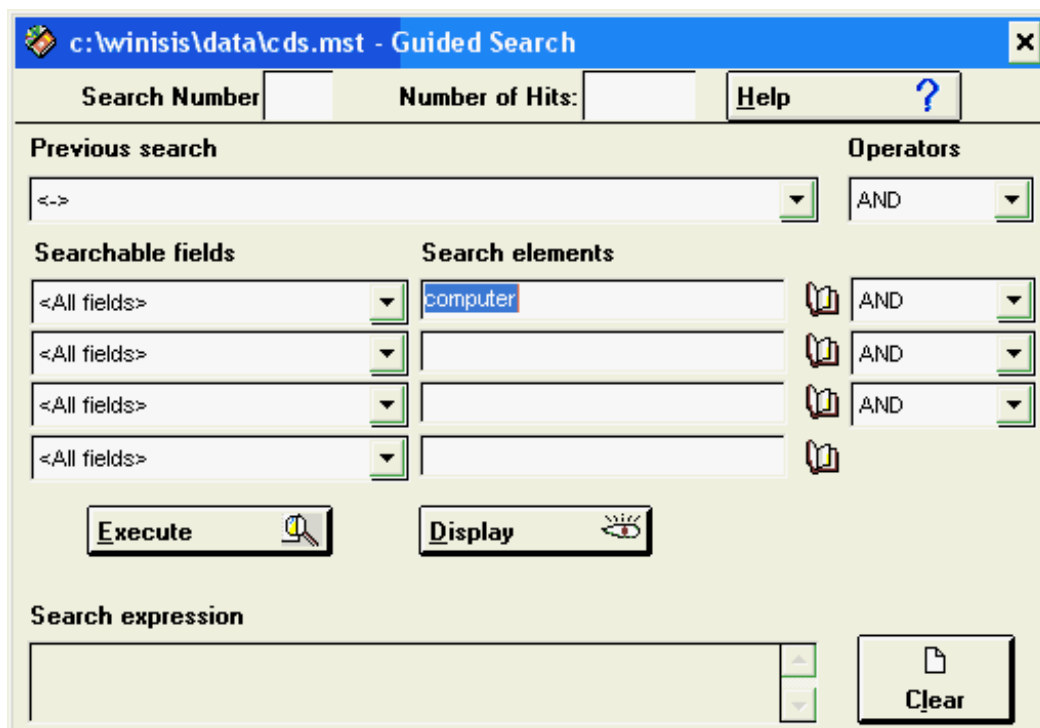 c:\winisis\data\cds.mst - Guided Search
Search Number Number of Hits: Help ?
Previous search Operators
<-> AND
Searchable fields Search elements
<All fields> computer AND
<All fields> AND
<All fields> AND
<All fields>
Execute Display
Search expression
Clear